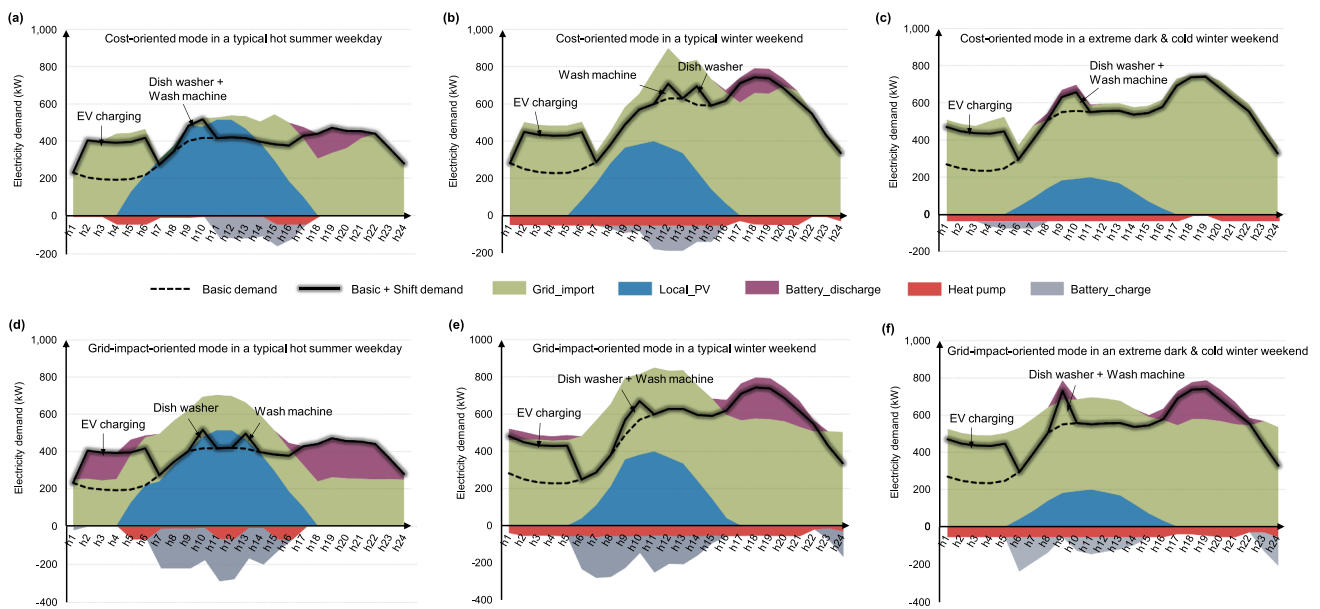 (a)
Cost-oriented mode in a typical hot summer weekday
Electricity demand (kW)
1,000
800
600
400
200
0
-200
EV charging
Dish washer +
Wash machine
h1 h2 h3 h4 h5 h6 h7 h8 h9 h10 h11 h12 h13 h14 h15 h16 h17 h18 h19 h20 h21 h22 h23 h24
(b)
Cost-oriented mode in a typical winter weekend
Electricity demand (kW)
1,000
800
600
400
200
0
-200
EV charging
Wash machine
Dish washer
h1 h2 h3 h4 h5 h6 h7 h8 h9 h10 h11 h12 h13 h14 h15 h16 h17 h18 h19 h20 h21 h22 h23 h24
(c)
Cost-oriented mode in a extreme dark & cold winter weekend
Electricity demand (kW)
1,000
800
600
400
200
0
-200
EV charging
Dish washer +
Wash machine
h1 h2 h3 h4 h5 h6 h7 h8 h9 h10 h11 h12 h13 h14 h15 h16 h17 h18 h19 h20 h21 h22 h23 h24
Basic demand
Basic + Shift demand
Grid_import
Local_PV
Battery_discharge
Heat pump
Battery_charge
(d)
Grid-impact-oriented mode in a typical hot summer weekday
Electricity demand (kW)
1,000
800
600
400
200
0
-200
-400
EV charging
Dish washer
Wash machine
h1 h2 h3 h4 h5 h6 h7 h8 h9 h10 h11 h12 h13 h14 h15 h16 h17 h18 h19 h20 h21 h22 h23 h24
(e)
Grid-impact-oriented mode in a typical winter weekend
Electricity demand (kW)
1000
800
600
400
200
0
-200
-400
EV charging
Dish washer + Wash machine
h1 h2 h3 h4 h5 h6 h7 h8 h9 h10 h11 h12 h13 h14 h15 h16 h17 h18 h19 h20 h21 h22 h23 h24
(f)
Grid-impact-oriented mode in an extreme dark & cold winter weekend
Electricity demand (kW)
1000
800
600
400
200
0
-200
-400
EV charging
Dish washer + Wash machine
h1 h2 h3 h4 h5 h6 h7 h8 h9 h10 h11 h12 h13 h14 h15 h16 h17 h18 h19 h20 h21 h22 h23 h24